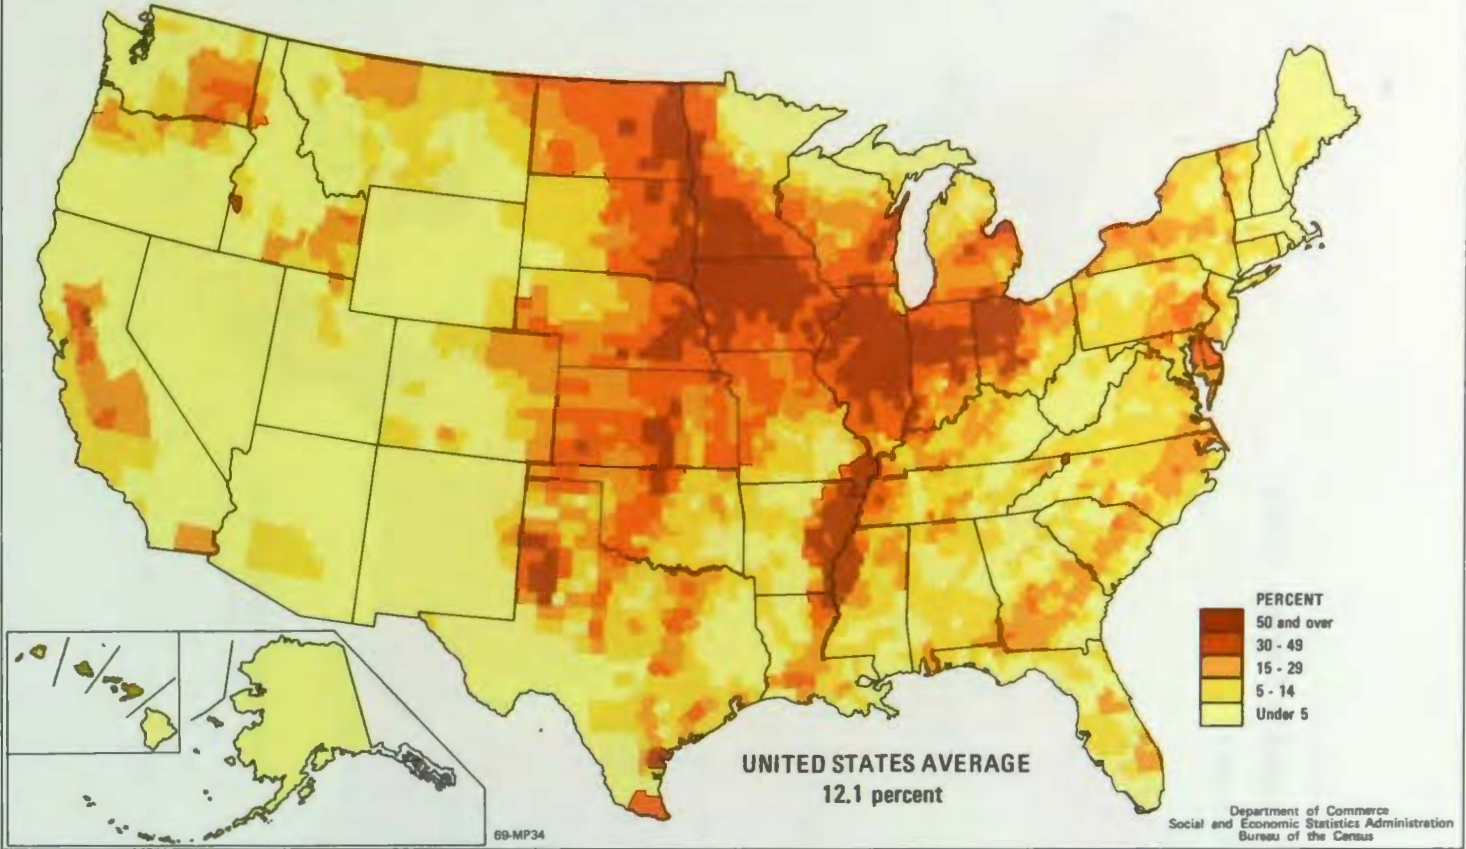 PERCENT
50 and over
30 - 49
15 - 29
5 - 14
Under 5
UNITED STATES AVERAGE
12.1 percent
69-MP34
Department of Commerce
Social and Economic Statistics Administration
Bureau of the Census